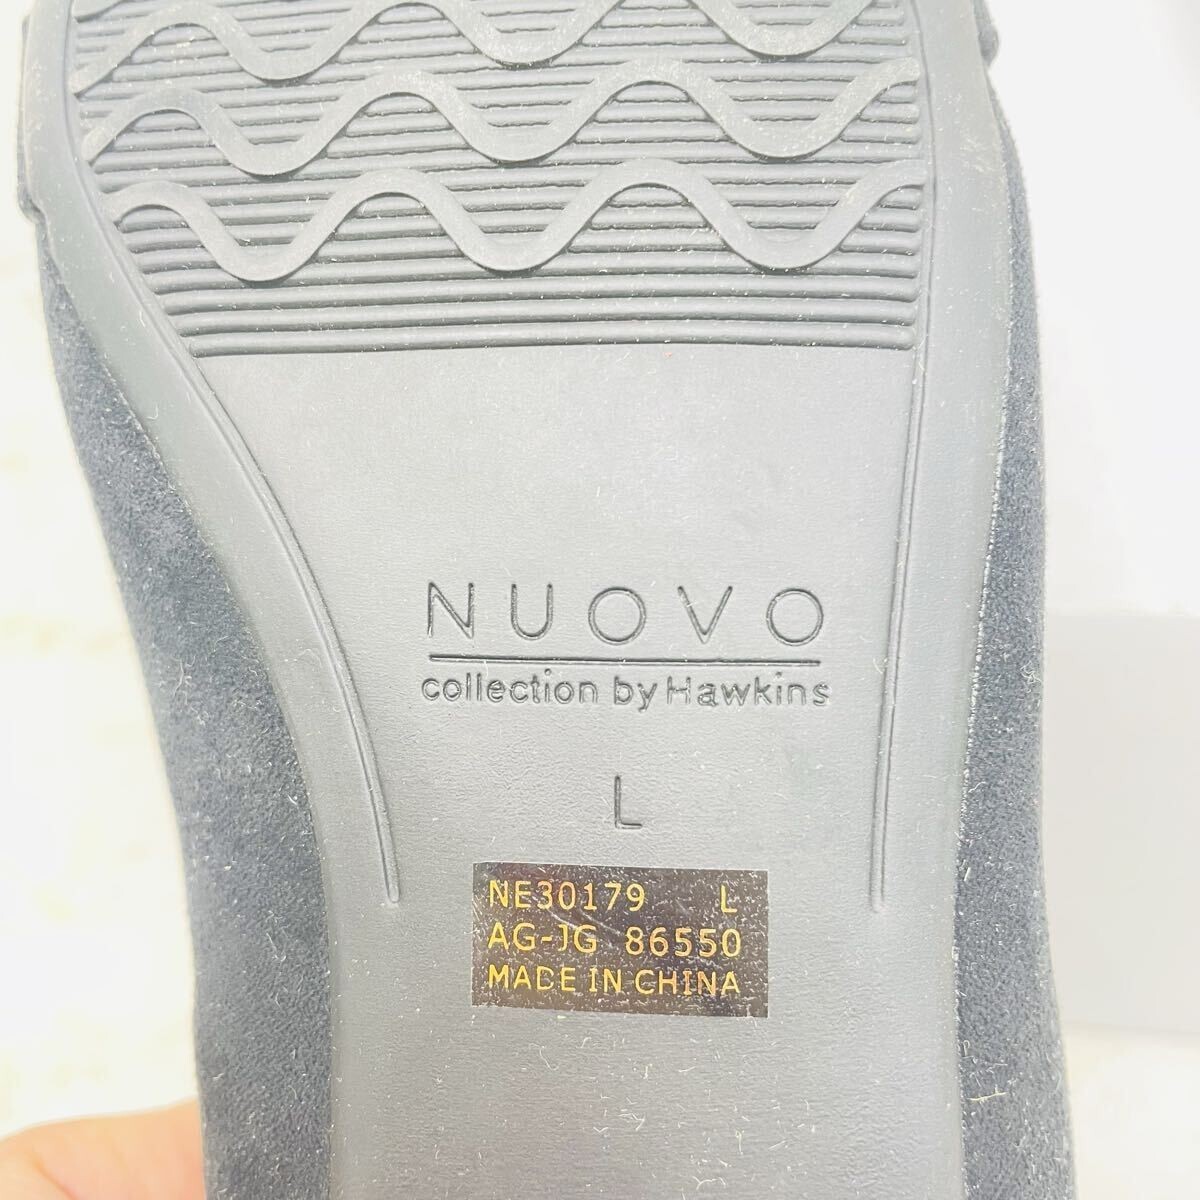 NUOVO
collection by Hawkins
L
NE30179 L
AG-JG 86550
MADE IN CHINA